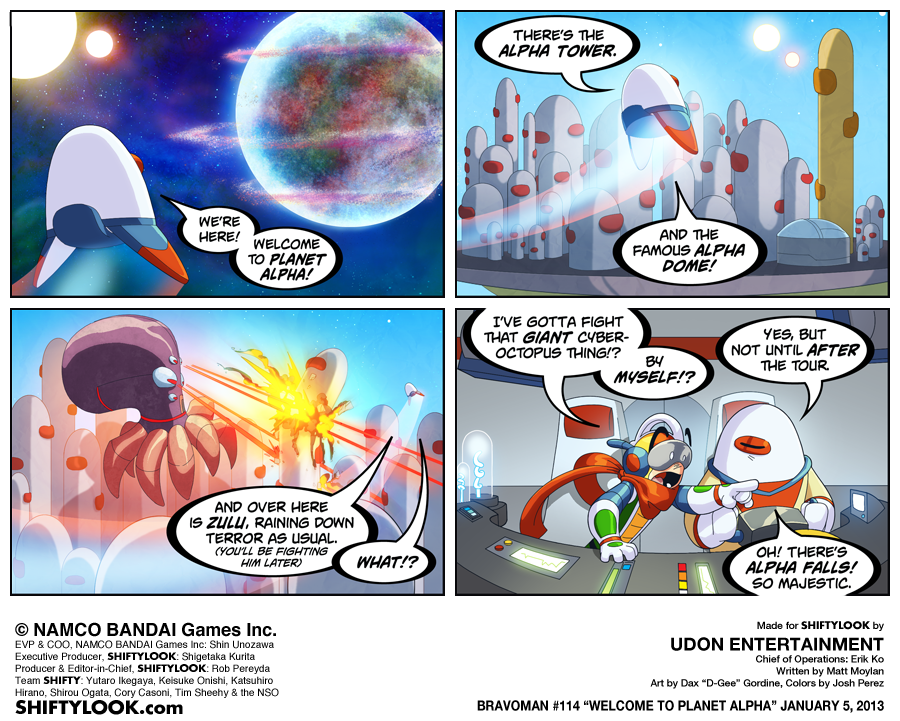 WE'RE
HERE!
WELCOME
TO PLANET
ALPHA!
THERE'S THE
ALPHA TOWER.
AND THE
FAMOUS ALPHA
DOME!
AND OVER HERE
IS ZULU, RAINING DOWN
TERROR AS USUAL.
(YOU'LL BE FIGHTING
HIM LATER)
WHAT!?
I'VE GOTTA FIGHT
THAT GIANT CYBER-
OCTOPUS THING!?
BY
MYSELF!?
YES, BUT
NOT UNTIL AFTER
THE TOUR.
OH! THERE'S
ALPHA FALLS!
SO MAJESTIC.
© NAMCO BANDAI Games Inc.
EVP & COO, NAMCO BANDAI Games Inc: Shin Unozawa
Executive Producer, SHIFTYLOOK: Shigetaka Kurita
Producer & Editor-in-Chief, SHIFTYLOOK: Rob Pereyda
Team SHIFTY: Yutaro Ikegaya, Keisuke Onishi, Katsuhiro
Hirano, Shirou Ogata, Cory Casoni, Tim Sheehy & the NSO
SHIFTYLOOK.com
Made for SHIFTYLOOK by
UDON ENTERTAINMENT
Chief of Operations: Erik Ko
Written by Matt Moylan
Art by Dax “D-Gee” Gordine, Colors by Josh Perez
BRAVOMAN #114 “WELCOME TO PLANET ALPHA” JANUARY 5, 2013